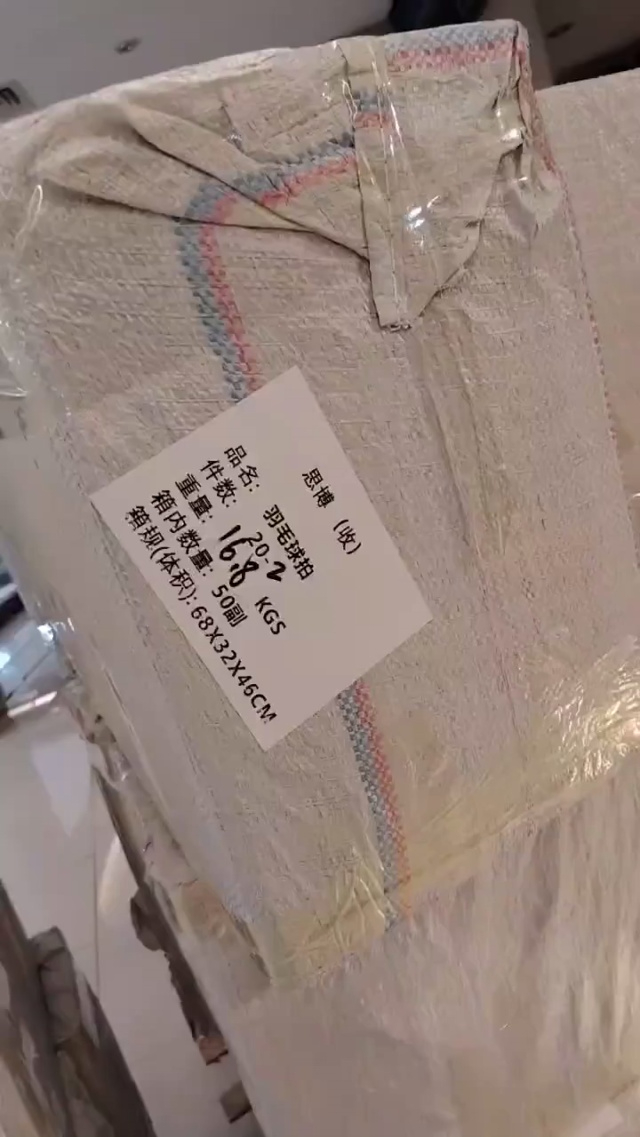 思博 (收)
品名: 羽毛球拍
件数: 20-2
重量: 16.8 KGS
箱内数量: 50副
箱规(体积): 68X32X46CM